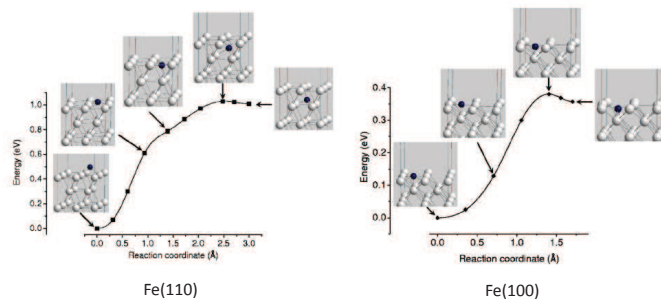 Energy (eV)
1.0
0.8
0.6
0.4
0.2
0.0
0.0 0.5 1.0 1.5 2.0 2.5 3.0
Reaction coordinate (Å)
Fe(110)
Energy (eV)
0.4
0.3
0.2
0.1
0.0
0.0 0.5 1.0 1.5
Reaction coordinate (Å)
Fe(100)